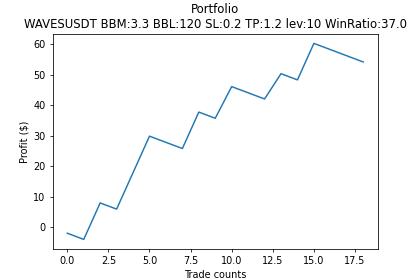 Portfolio
WAVESUSDT BBM:3.3 BBL:120 SL:0.2 TP:1.2 lev:10 WinRatio:37.0
60
50
40
30
20
10
0
Profit ($)
0.0 2.5 5.0 7.5 10.0 12.5 15.0 17.5
Trade counts